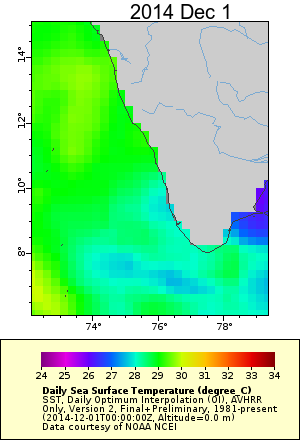 2014 Dec 1
14°
12°
10°
8°
74°
76°
78°
24 25 26 27 28 29 30 31 32 33 34
Daily Sea Surface Temperature (degree_C)
SST, Daily Optimum Interpolation (OI), AVHRR
Only, Version 2, Final+Preliminary, 1981-present
(2014-12-01T00:00:00Z, Altitude=0.0 m)
Data courtesy of NOAA NCEI